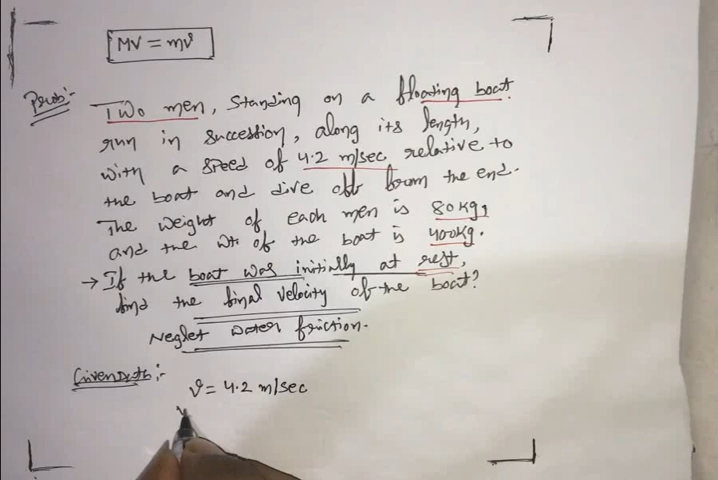 MV = mv
Prob:-
Two men, standing on a floating boat
run in succession, along its length,
with a speed of 4.2 m/sec relative to
the boat and dive off from the end.
The weight of each men is 80kg,
and the wt: of the boat is 400kg.
→ If the boat was initially at rest,
find the final velocity of the boat?
Neglet water friction.
Given Data:-
v = 4.2 m/sec